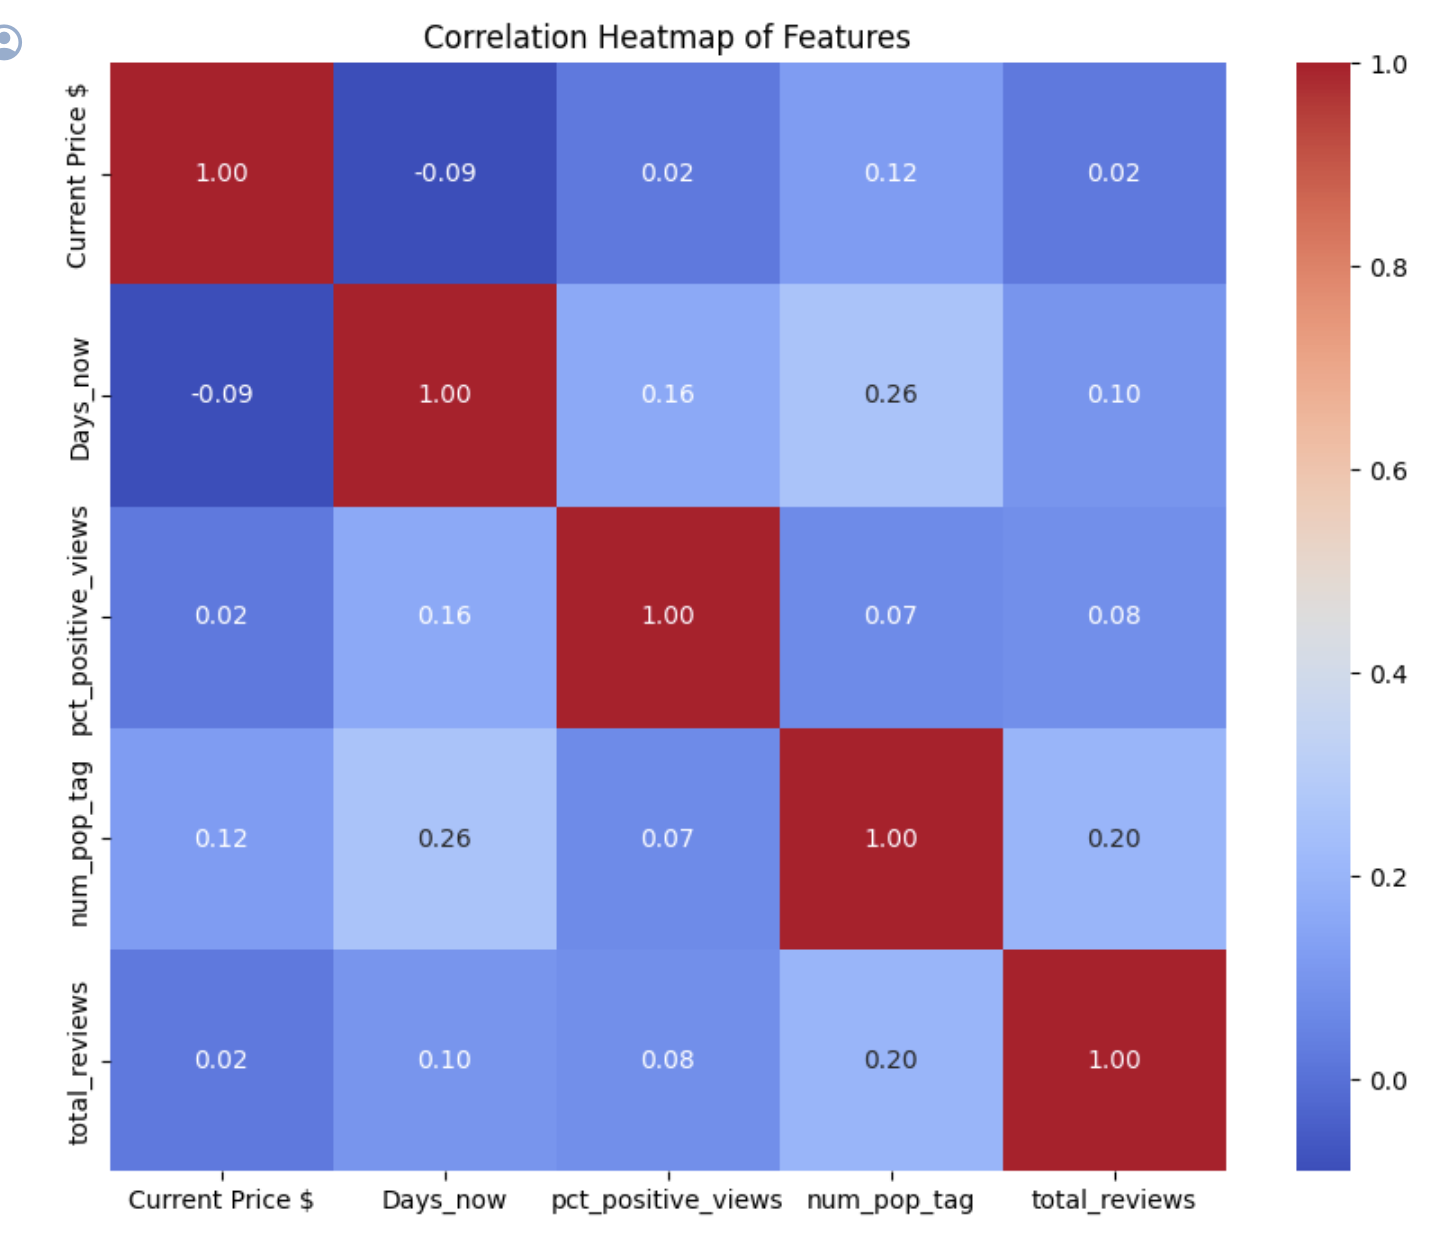 Correlation Heatmap of Features
Current Price $
1.00 -0.09 0.02 0.12 0.02
Days_now
-0.09 1.00 0.16 0.26 0.10
pct_positive_views
0.02 0.16 1.00 0.07 0.08
num_pop_tag
0.12 0.26 0.07 1.00 0.20
total_reviews
0.02 0.10 0.08 0.20 1.00
Current Price $ Days_now pct_positive_views num_pop_tag total_reviews
1.0
0.8
0.6
0.4
0.2
0.0